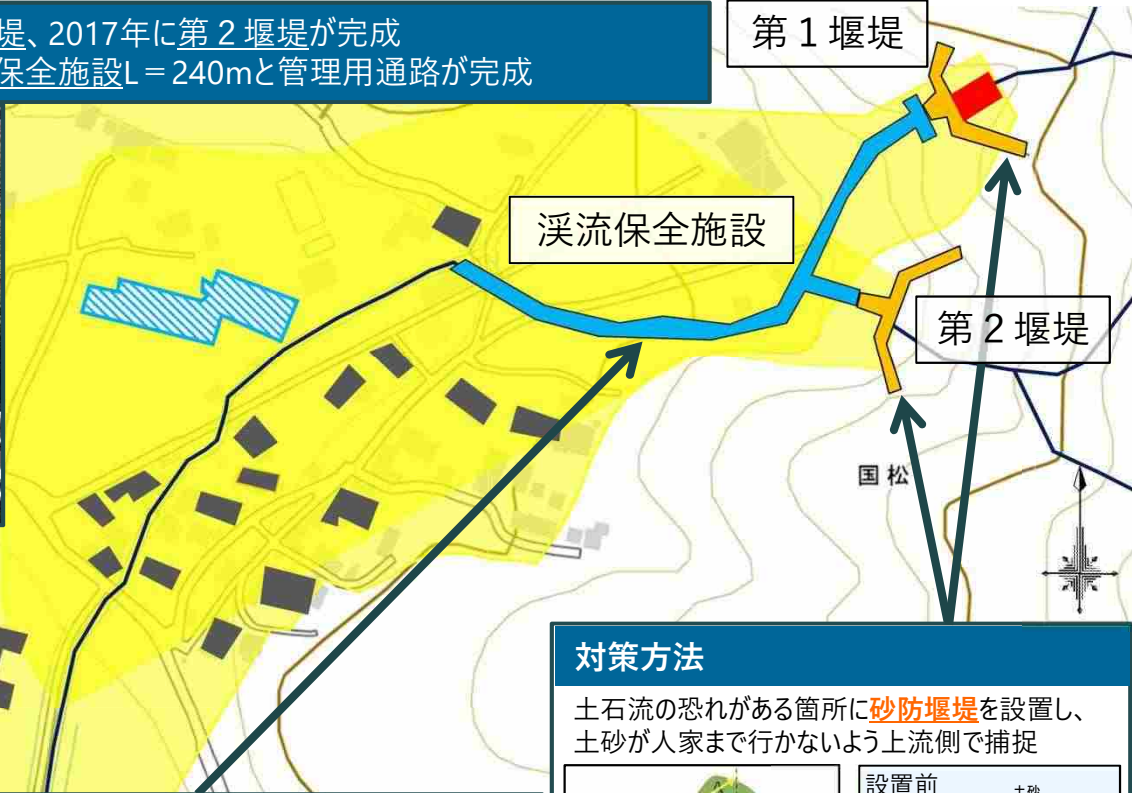 堤、2017年に第２堰堤が完成
保全施設L＝240mと管理用通路が完成
第１堰堤
渓流保全施設
第２堰堤
国松
対策方法
土石流の恐れがある箇所に砂防堰堤を設置し、
土砂が人家まで行かないよう上流側で捕捉
設置前
土砂